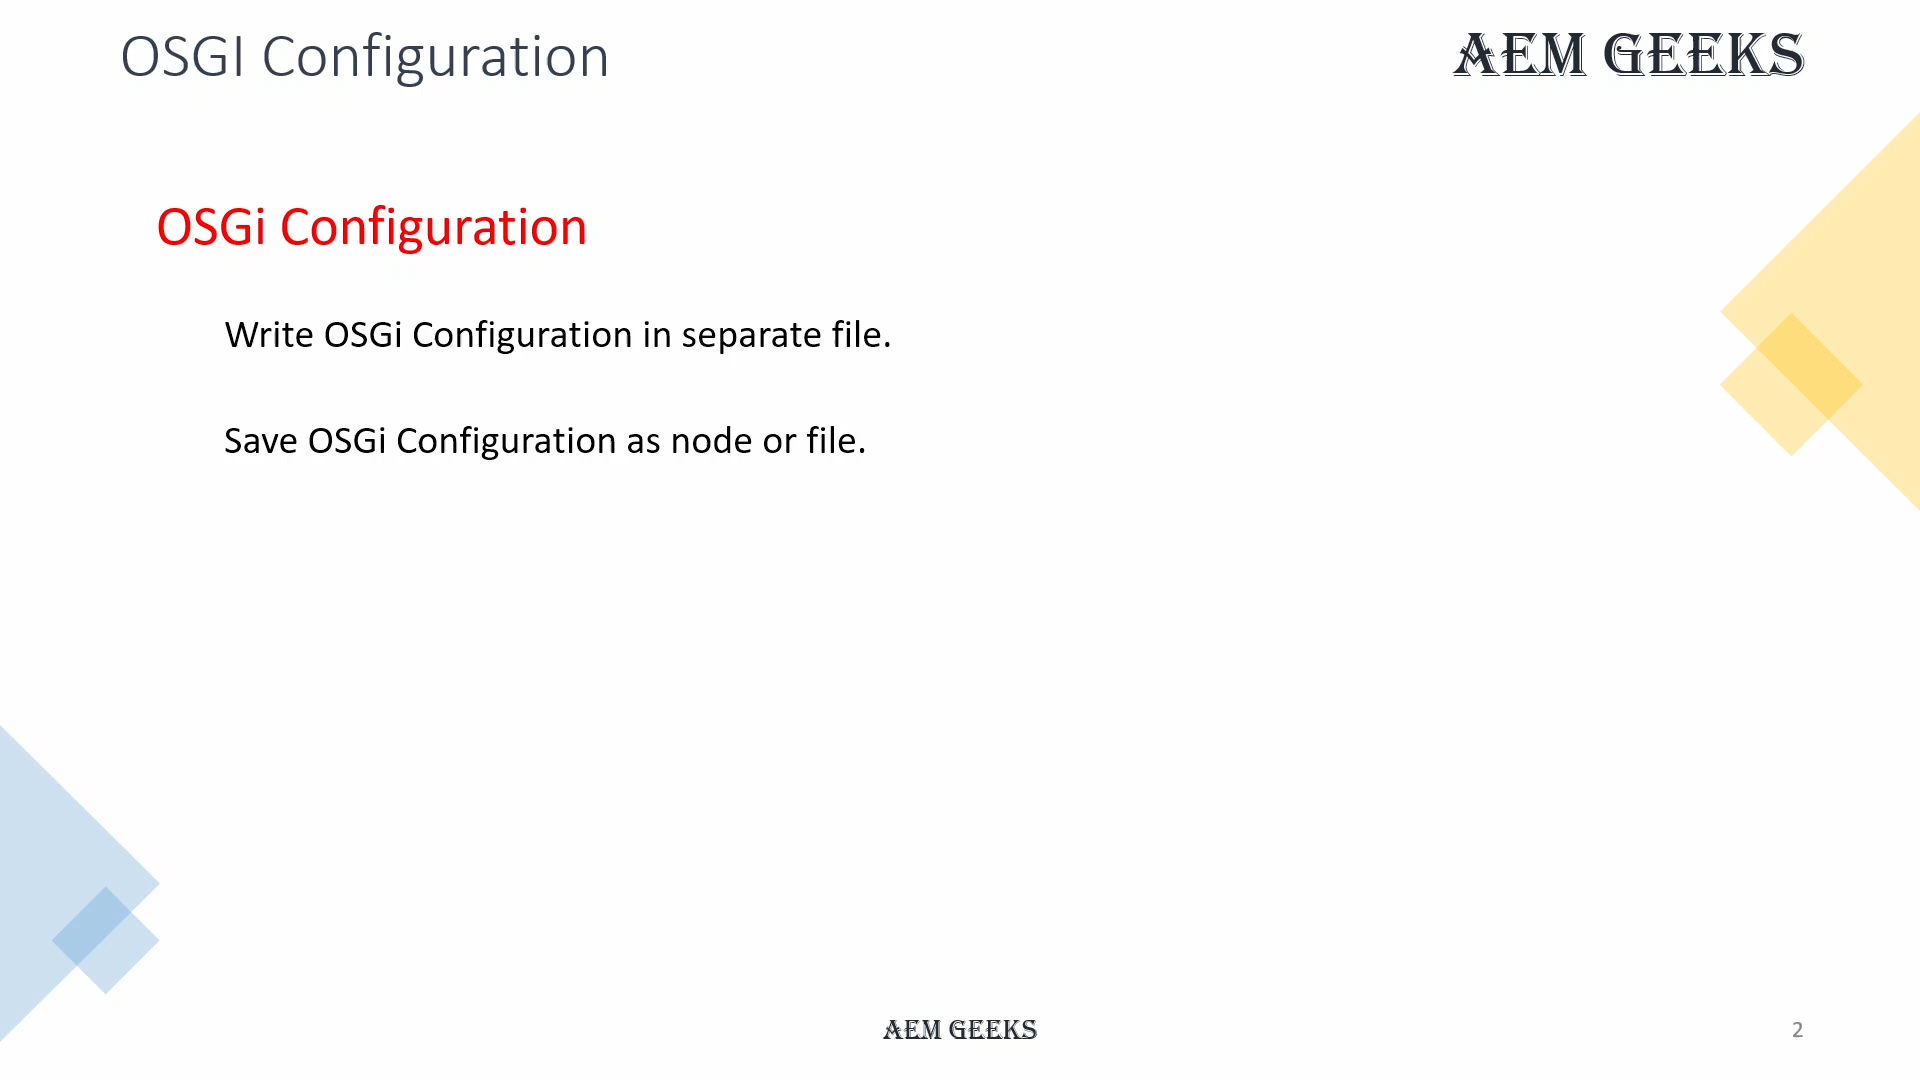 OSGI Configuration
AEM GEEKS
OSGi Configuration
Write OSGi Configuration in separate file.
Save OSGi Configuration as node or file.
AEM GEEKS
2